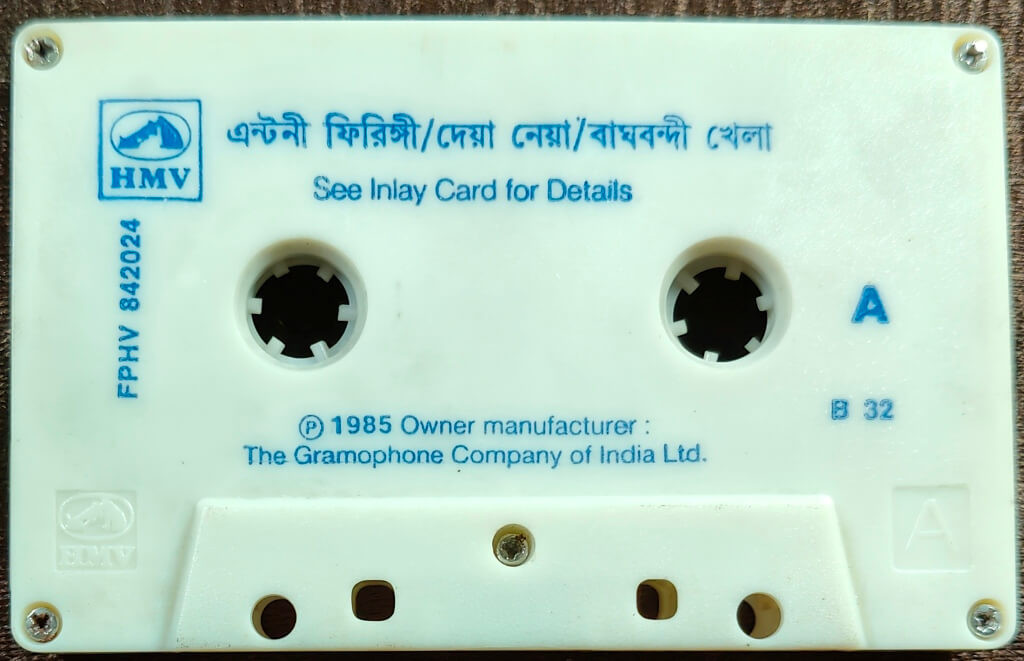 এন্টনী ফিরিঙ্গী/দেয়া নেয়া/বাঘবন্দী খেলা
HMV
See Inlay Card for Details
FPHV 842024
A
B 32
Ⓟ 1985 Owner manufacturer :
The Gramophone Company of India Ltd.
HMV
A